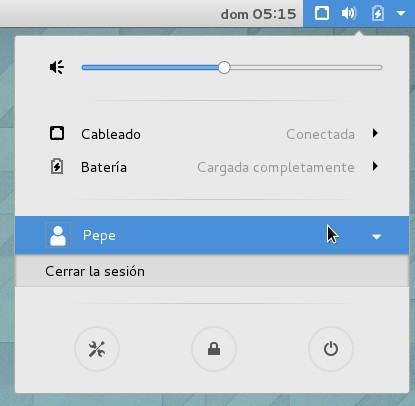 dom 05:15
Cableado Conectada
Batería Cargada completamente
Pepe
Cerrar la sesión